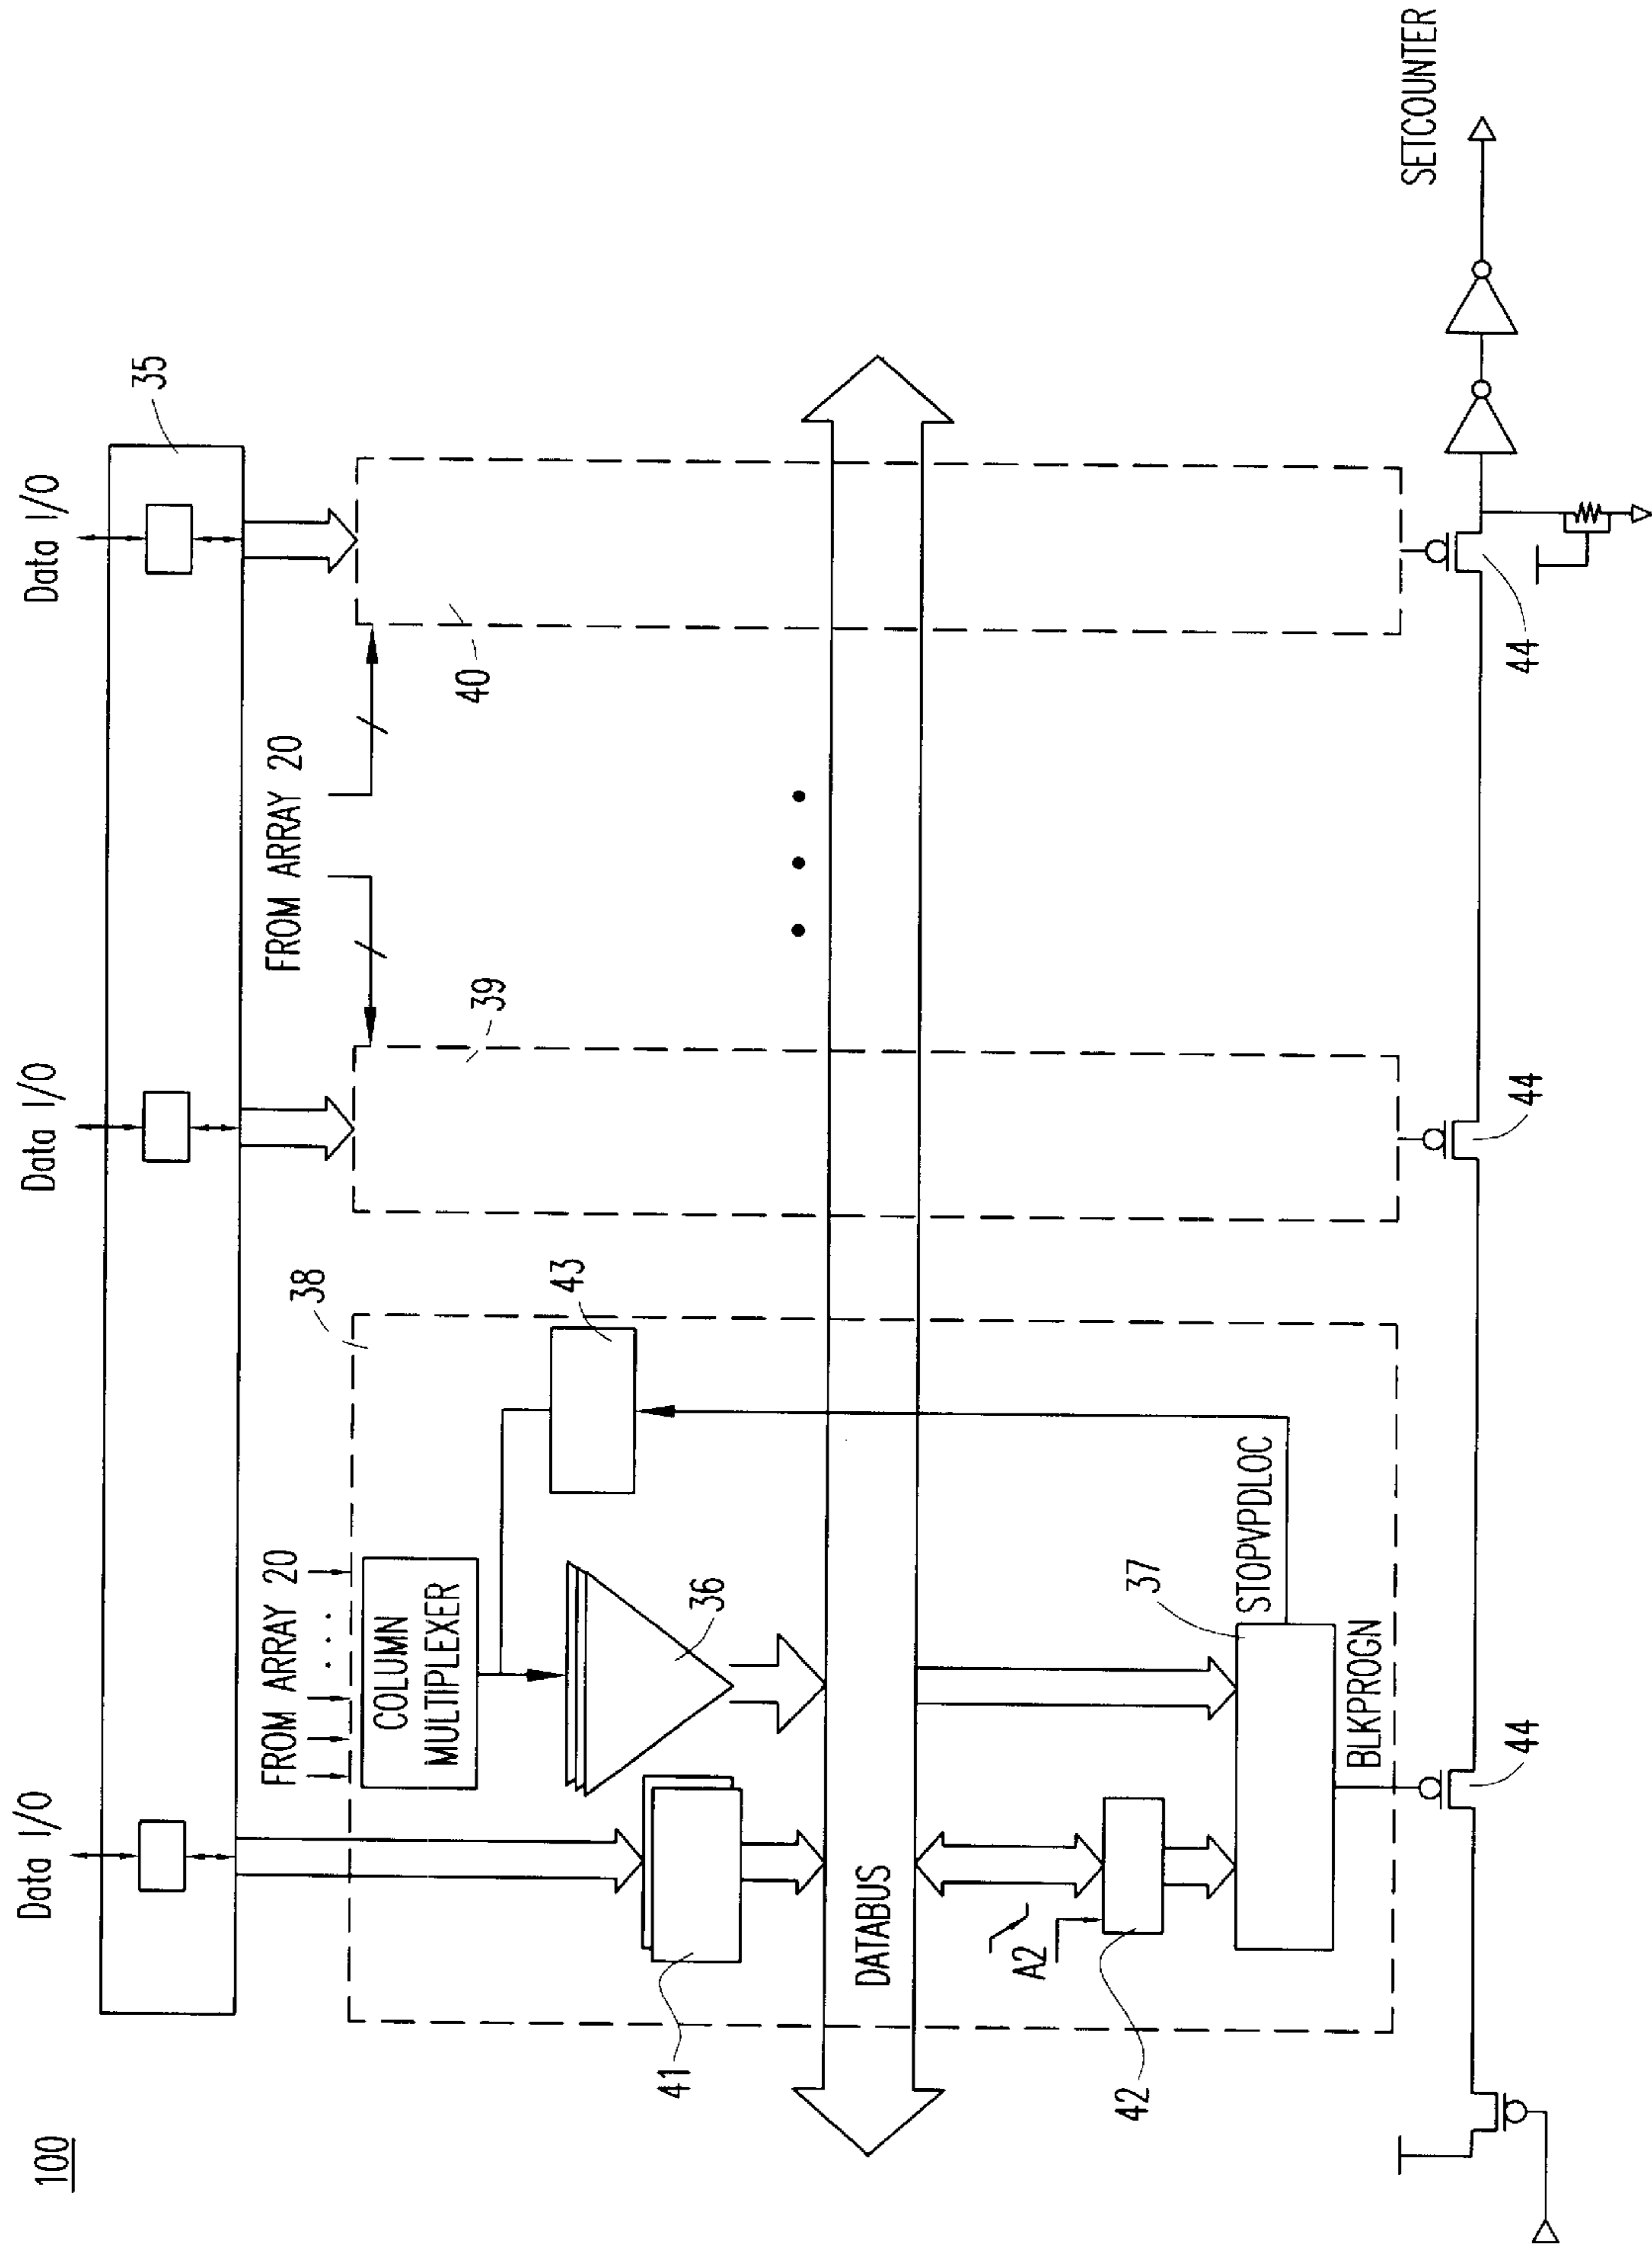 100
Data I/O
Data I/O
Data I/O
35
FROM ARRAY 20
FROM ARRAY 20
38
39
40
COLUMN
MULTIPLEXER
43
36
41
DATABUS
A2
42
37
STOPVPDLOC
BLKPROGN
44
44
44
SETCOUNTER